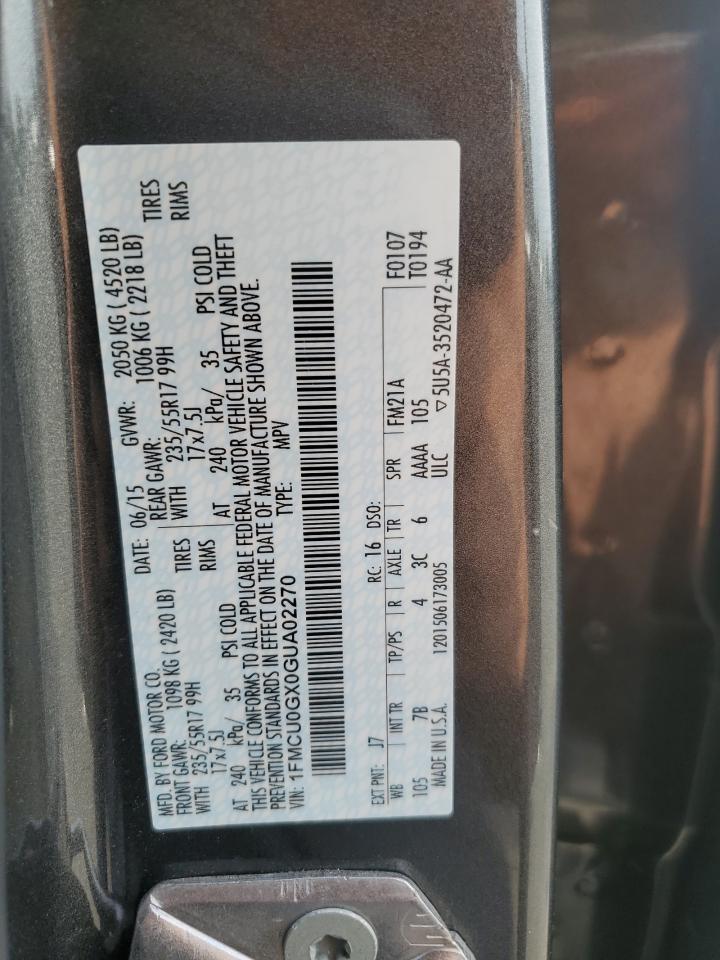 MFD. BY FORD MOTOR CO. DATE: 06/15 GVWR: 2050 KG ( 4520 LB)
FRONT GAWR: 1098 KG ( 2420 LB) REAR GAWR: 1006 KG ( 2218 LB)
WITH 235/55R17 99H TIRES WITH 235/55R17 99H TIRES
17x7.5J RIMS 17x7.5J RIMS
AT 240 kPa/ 35 PSI COLD AT 240 kPa/ 35 PSI COLD
THIS VEHICLE CONFORMS TO ALL APPLICABLE FEDERAL MOTOR VEHICLE SAFETY AND THEFT
PREVENTION STANDARDS IN EFFECT ON THE DATE OF MANUFACTURE SHOWN ABOVE.
VIN: 1FMCU0GX0GUA02270 TYPE: MPV
EXT PNT: J7 RC: 16 DSO: F0107
WB INT TR TP/PS R AXLE TR SPR FM21A T0194
105 7B 4 3C 6 AAAA 105
MADE IN U.S.A. 1201506173005 ULC ▽5U5A-3520472-AA